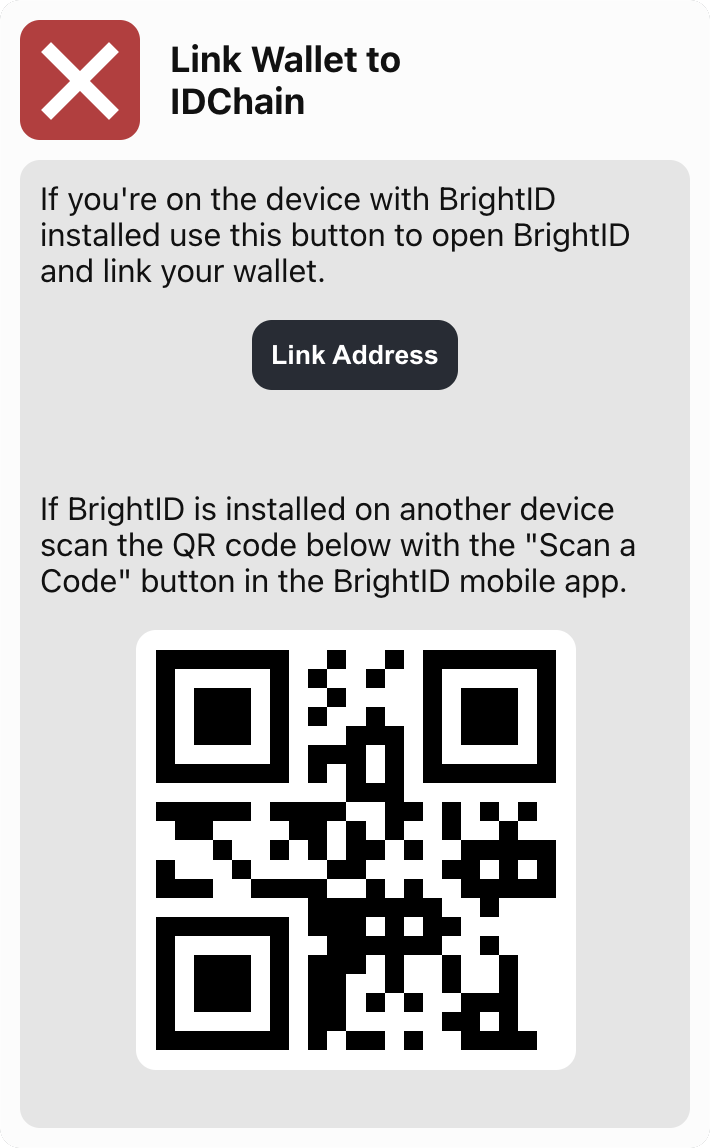 Link Wallet to
IDChain
If you're on the device with BrightID
installed use this button to open BrightID
and link your wallet.
Link Address
If BrightID is installed on another device
scan the QR code below with the "Scan a
Code" button in the BrightID mobile app.